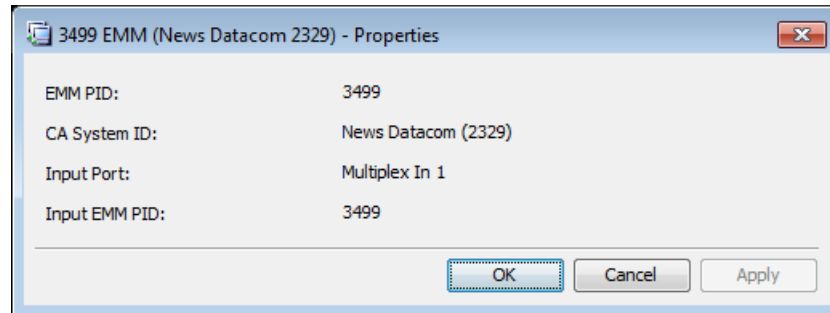 3499 EMM (News Datacom 2329) - Properties
EMM PID: 3499
CA System ID: News Datacom (2329)
Input Port: Multiplex In 1
Input EMM PID: 3499
OK Cancel Apply